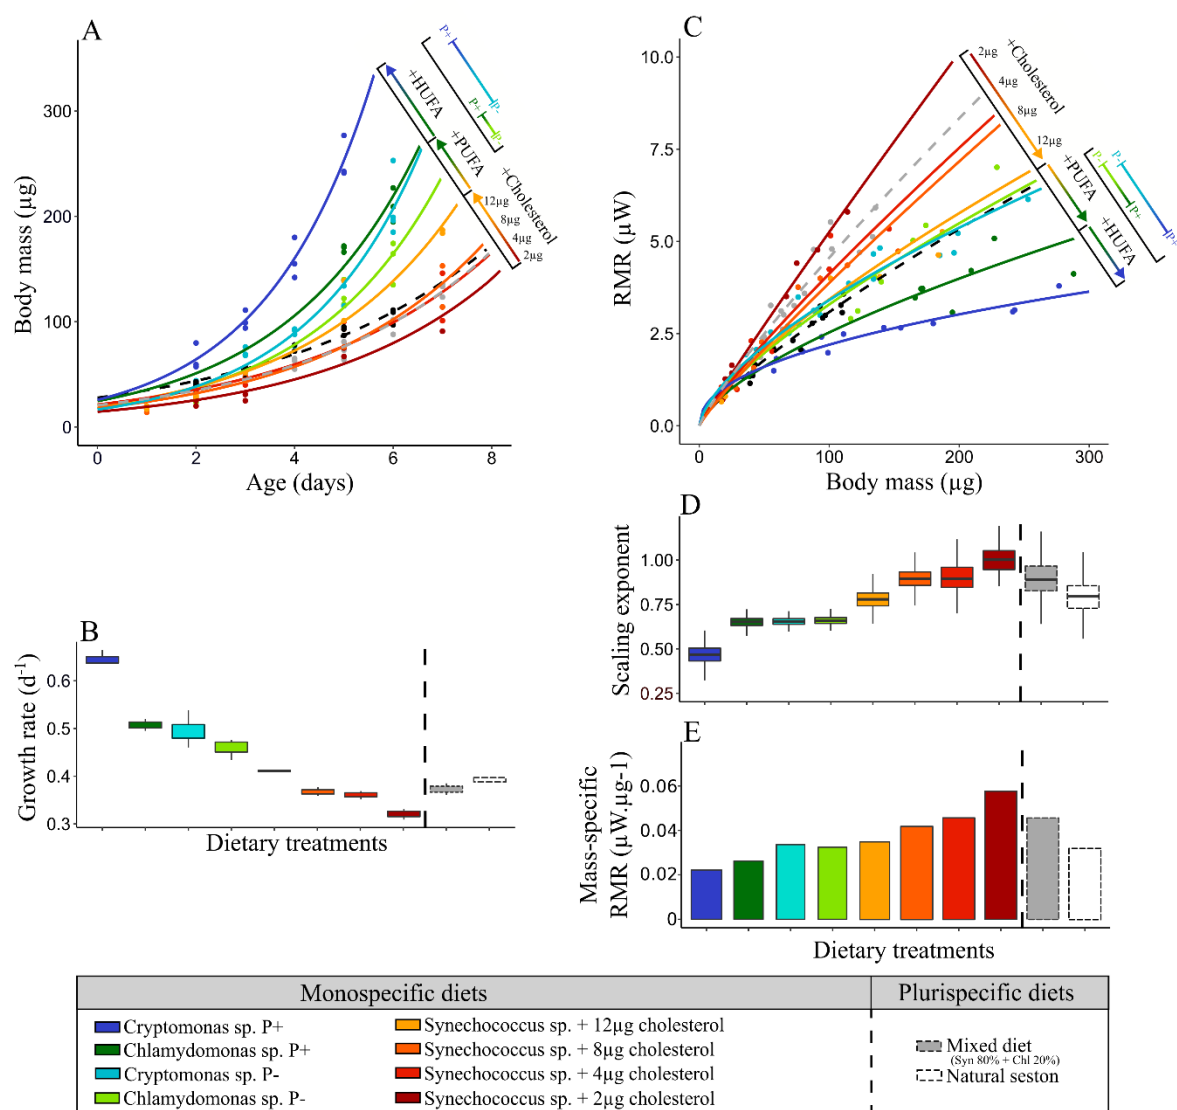 A
Body mass (µg)
300
200
100
0
0
2
4
6
8
Age (days)
+HUFA
+PUFA
+Cholesterol
12µg
8µg
4µg
2µg
P+
P-
P+
P-
C
RMR (µW)
10.0
7.5
5.0
2.5
0.0
0
100
200
300
Body mass (µg)
2µg
4µg
8µg
12µg
+Cholesterol
+PUFA
+HUFA
P-
P-
P+
P+
B
Growth rate (d-1)
0.6
0.5
0.4
0.3
Dietary treatments
D
Scaling exponent
1.00
0.75
0.50
0.25
E
Mass-specific
RMR (µW.µg-1)
0.06
0.04
0.02
0
Dietary treatments
Monospecific diets
Plurispecific diets
Cryptomonas sp. P+
Chlamydomonas sp. P+
Cryptomonas sp. P-
Chlamydomonas sp. P-
Synechococcus sp. + 12µg cholesterol
Synechococcus sp. + 8µg cholesterol
Synechococcus sp. + 4µg cholesterol
Synechococcus sp. + 2µg cholesterol
Mixed diet
(Syn 80% + Chl 20%)
Natural seston